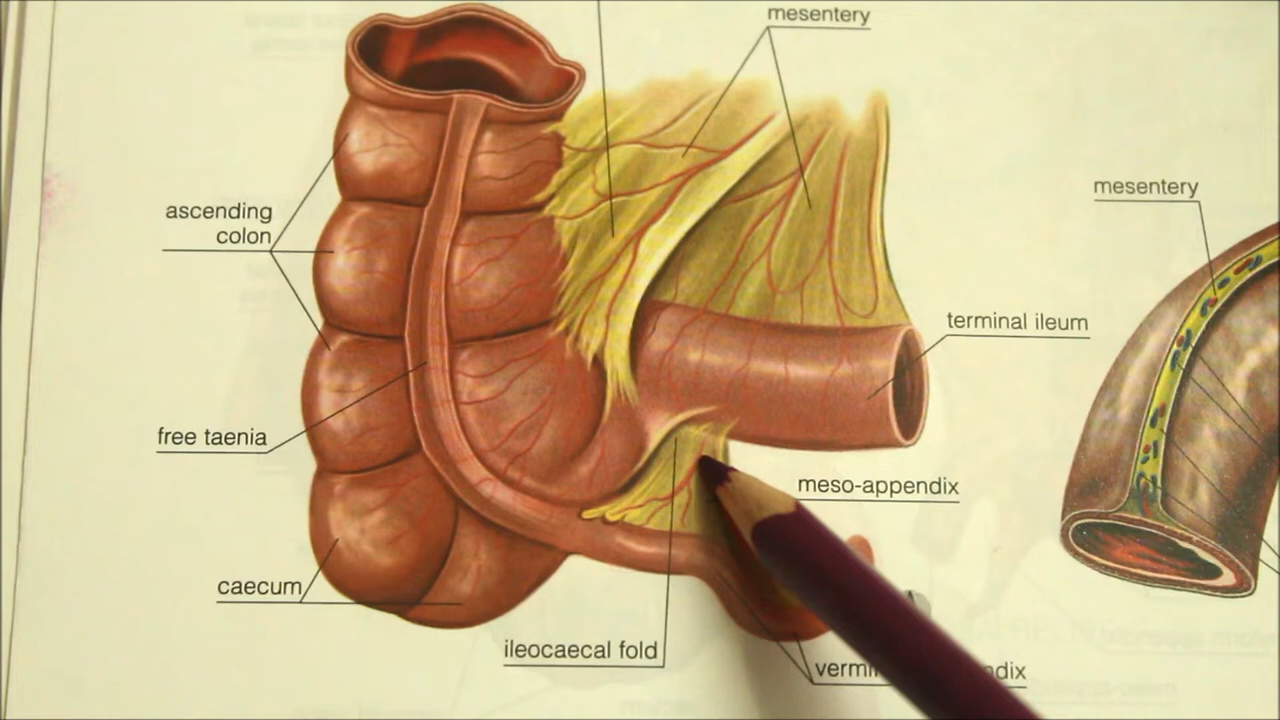 mesentery
mesentery
ascending
colon
terminal ileum
free taenia
meso-appendix
caecum
ileocaecal fold